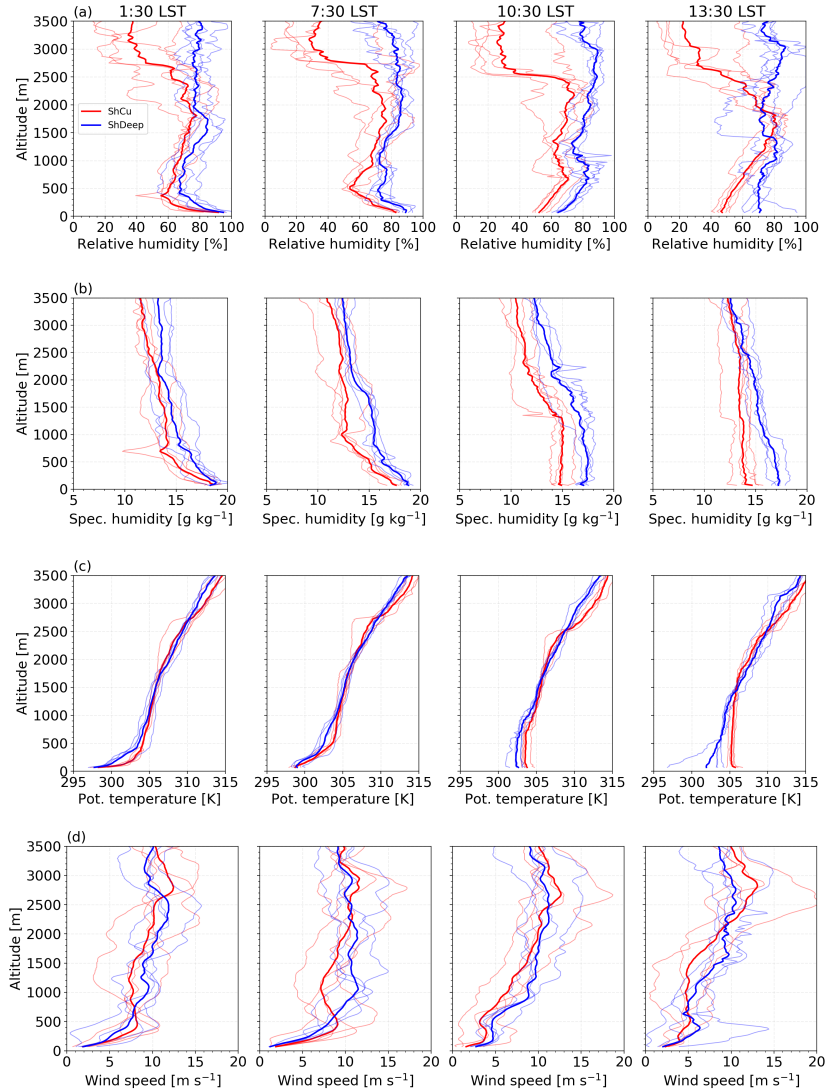 1:30 LST 7:30 LST 10:30 LST 13:30 LST
(a)
3500
3000
2500
2000
1500
1000
500
0
Altitude [m]
ShCu
ShDeep
0 20 40 60 80 100 0 20 40 60 80 100 0 20 40 60 80 100 0 20 40 60 80 100
Relative humidity [%] Relative humidity [%] Relative humidity [%] Relative humidity [%]
(b)
3500
3000
2500
2000
1500
1000
500
0
Altitude [m]
5 10 15 20 5 10 15 20 5 10 15 20 5 10 15 20
Spec. humidity [g kg⁻¹] Spec. humidity [g kg⁻¹] Spec. humidity [g kg⁻¹] Spec. humidity [g kg⁻¹]
(c)
3500
3000
2500
2000
1500
1000
500
0
Altitude [m]
295 300 305 310 315 295 300 305 310 315 295 300 305 310 315 295 300 305 310 315
Pot. temperature [K] Pot. temperature [K] Pot. temperature [K] Pot. temperature [K]
(d)
3500
3000
2500
2000
1500
1000
500
0
Altitude [m]
0 5 10 15 20 0 5 10 15 20 0 5 10 15 20 0 5 10 15 20
Wind speed [m s⁻¹] Wind speed [m s⁻¹] Wind speed [m s⁻¹] Wind speed [m s⁻¹]